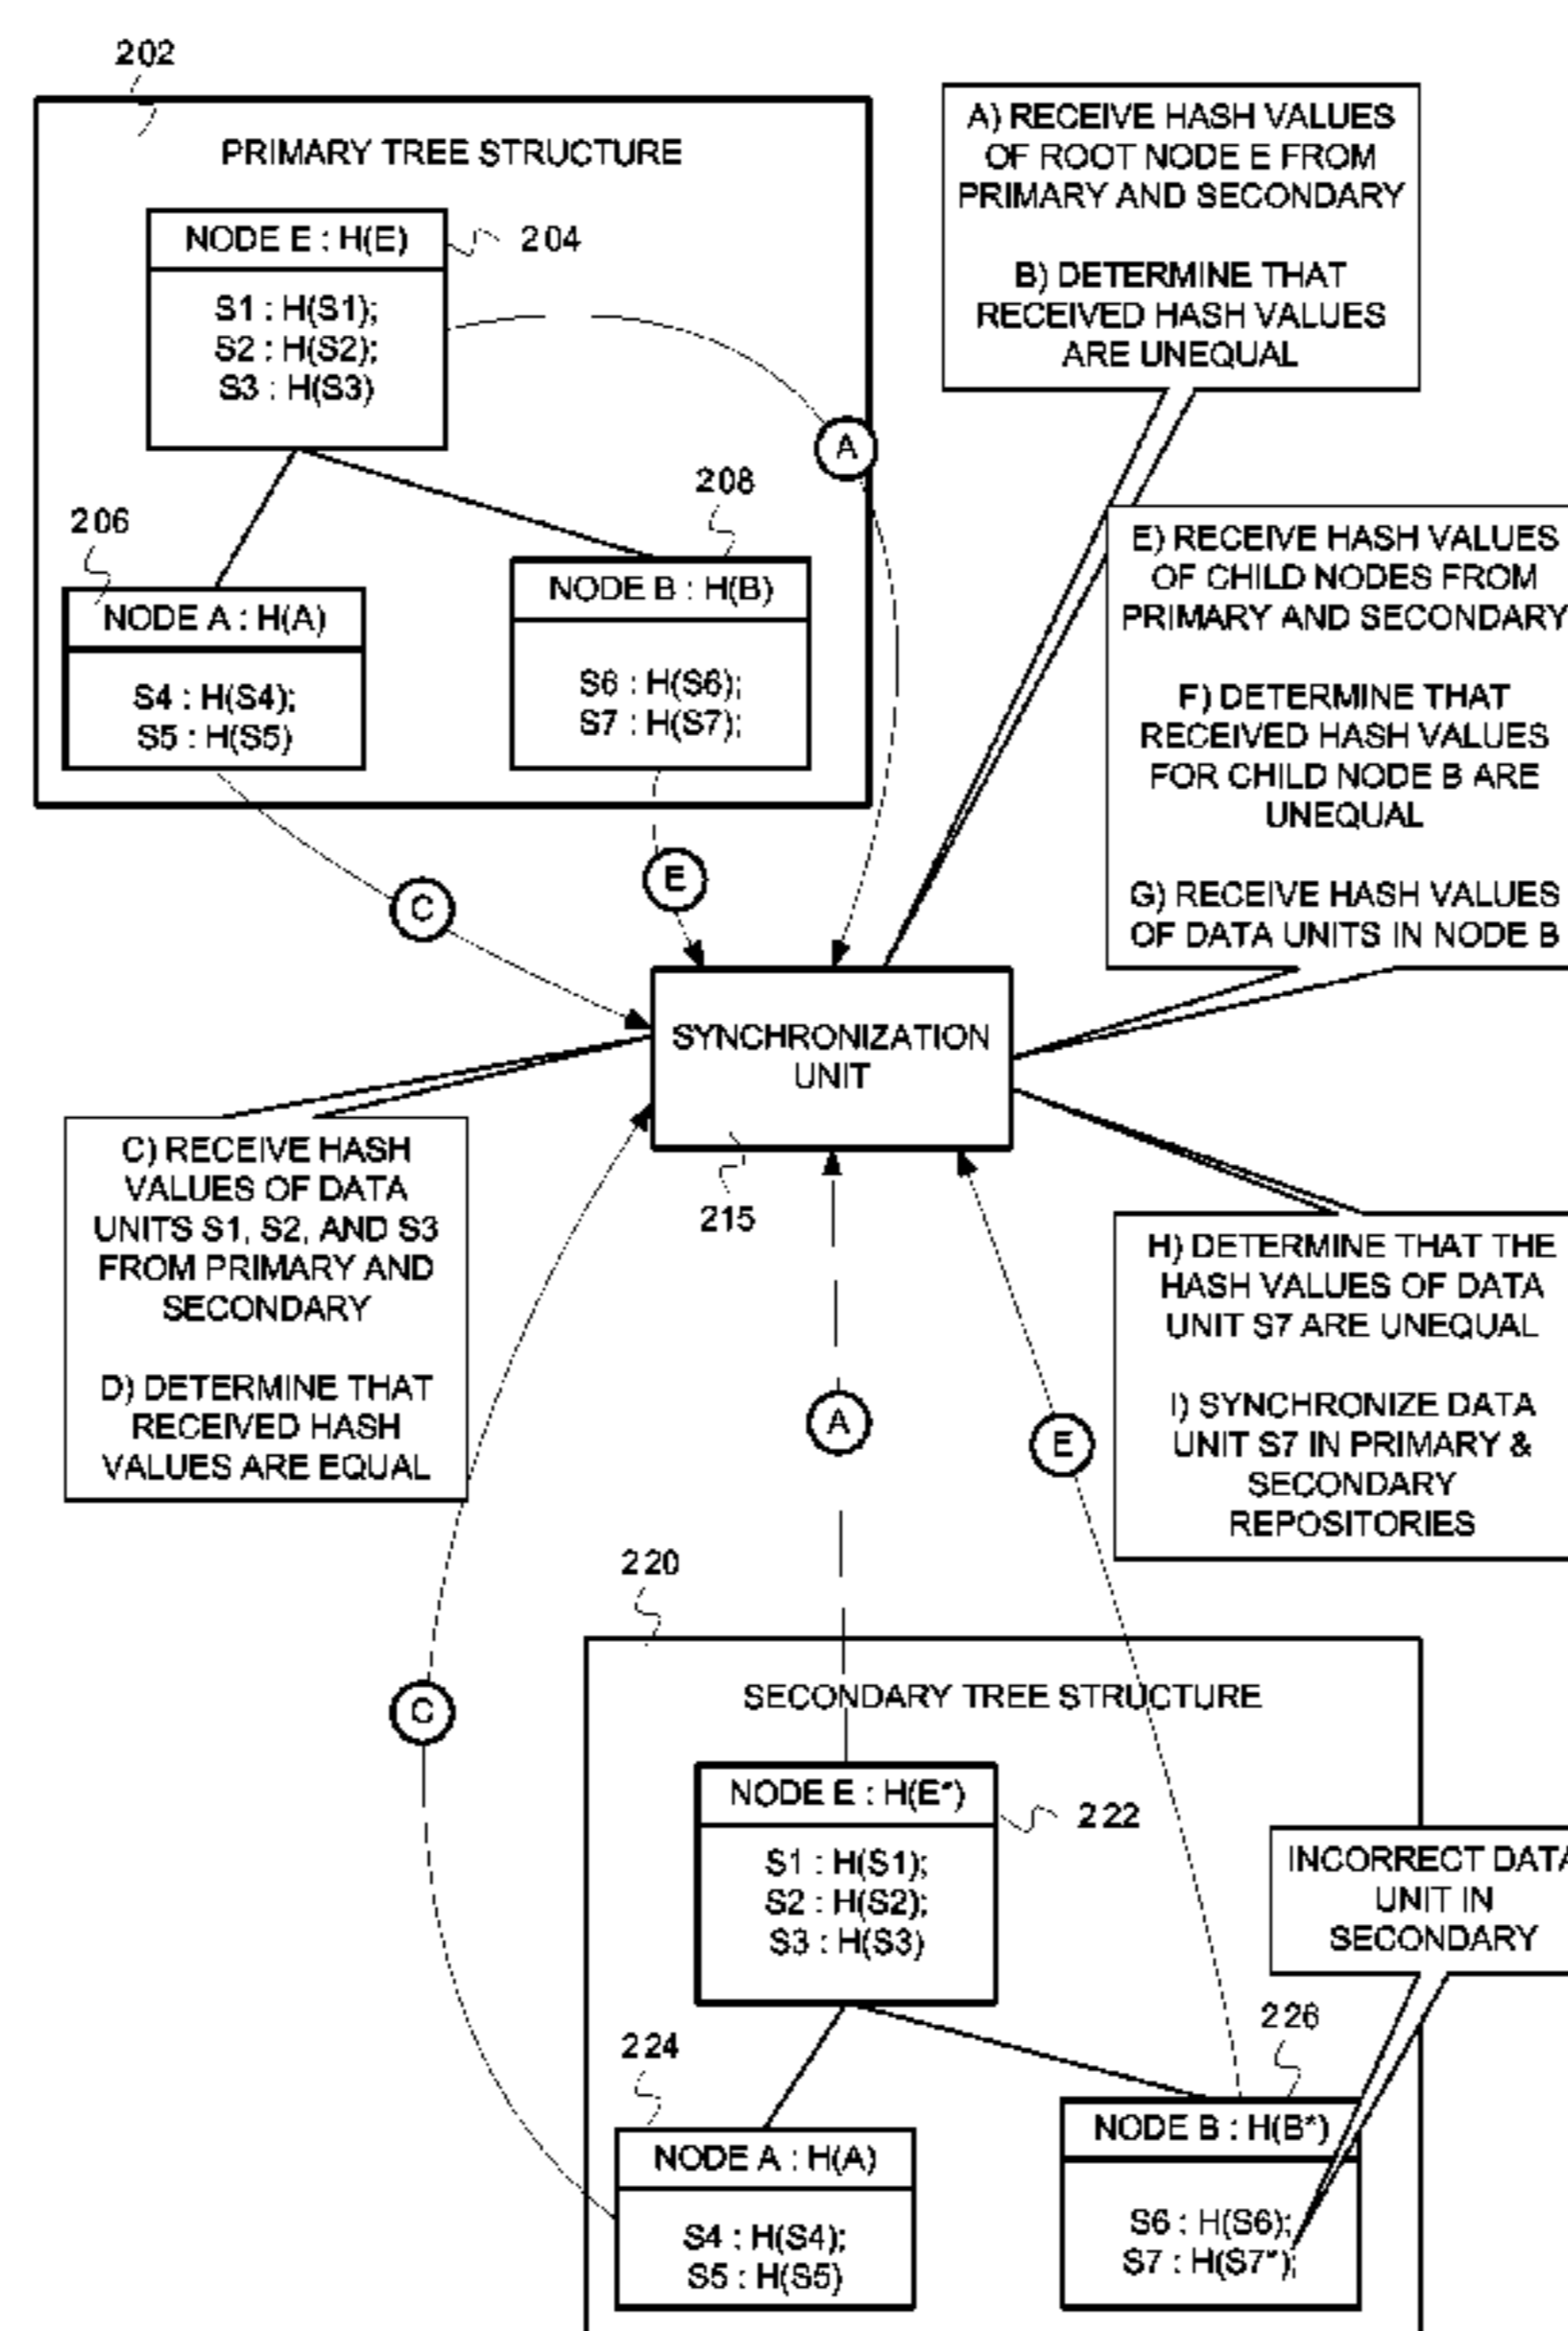 202
PRIMARY TREE STRUCTURE
NODE E : H(E)
204
S1 : H(S1);
S2 : H(S2);
S3 : H(S3)
A
206
NODE A : H(A)
S4 : H(S4);
S5 : H(S5)
208
NODE B : H(B)
S6 : H(S6);
S7 : H(S7);
C
E
A) RECEIVE HASH VALUES
OF ROOT NODE E FROM
PRIMARY AND SECONDARY
B) DETERMINE THAT
RECEIVED HASH VALUES
ARE UNEQUAL
E) RECEIVE HASH VALUES
OF CHILD NODES FROM
PRIMARY AND SECONDARY
F) DETERMINE THAT
RECEIVED HASH VALUES
FOR CHILD NODE B ARE
UNEQUAL
G) RECEIVE HASH VALUES
OF DATA UNITS IN NODE B
SYNCHRONIZATION
UNIT
215
C) RECEIVE HASH
VALUES OF DATA
UNITS S1, S2, AND S3
FROM PRIMARY AND
SECONDARY
D) DETERMINE THAT
RECEIVED HASH
VALUES ARE EQUAL
H) DETERMINE THAT THE
HASH VALUES OF DATA
UNIT S7 ARE UNEQUAL
I) SYNCHRONIZE DATA
UNIT S7 IN PRIMARY &
SECONDARY
REPOSITORIES
A
E
C
220
SECONDARY TREE STRUCTURE
NODE E : H(E*)
222
S1 : H(S1);
S2 : H(S2);
S3 : H(S3)
INCORRECT DATA
UNIT IN
SECONDARY
224
NODE A : H(A)
S4 : H(S4);
S5 : H(S5)
226
NODE B : H(B*)
S6 : H(S6);
S7 : H(S7*);